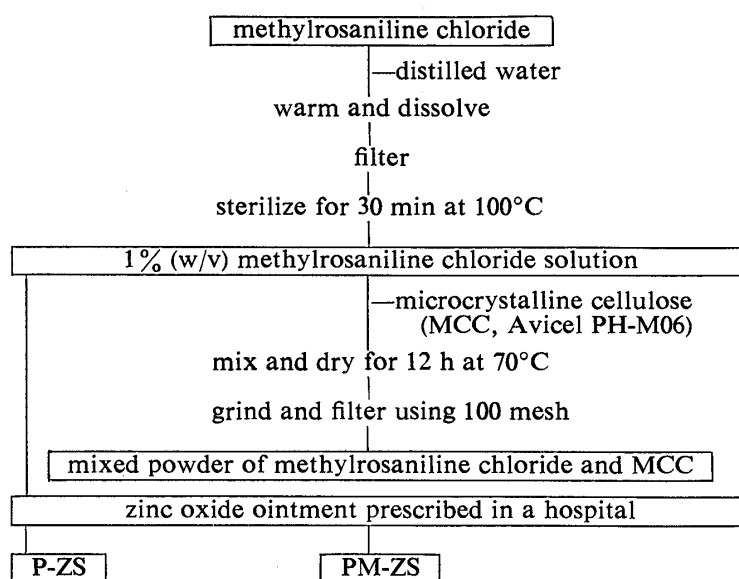 methylrosaniline chloride
—distilled water
warm and dissolve
filter
sterilize for 30 min at 100°C
1% (w/v) methylrosaniline chloride solution
—microcrystalline cellulose
(MCC, Avicel PH-M06)
mix and dry for 12 h at 70°C
grind and filter using 100 mesh
mixed powder of methylrosaniline chloride and MCC
zinc oxide ointment prescribed in a hospital
P-ZS PM-ZS